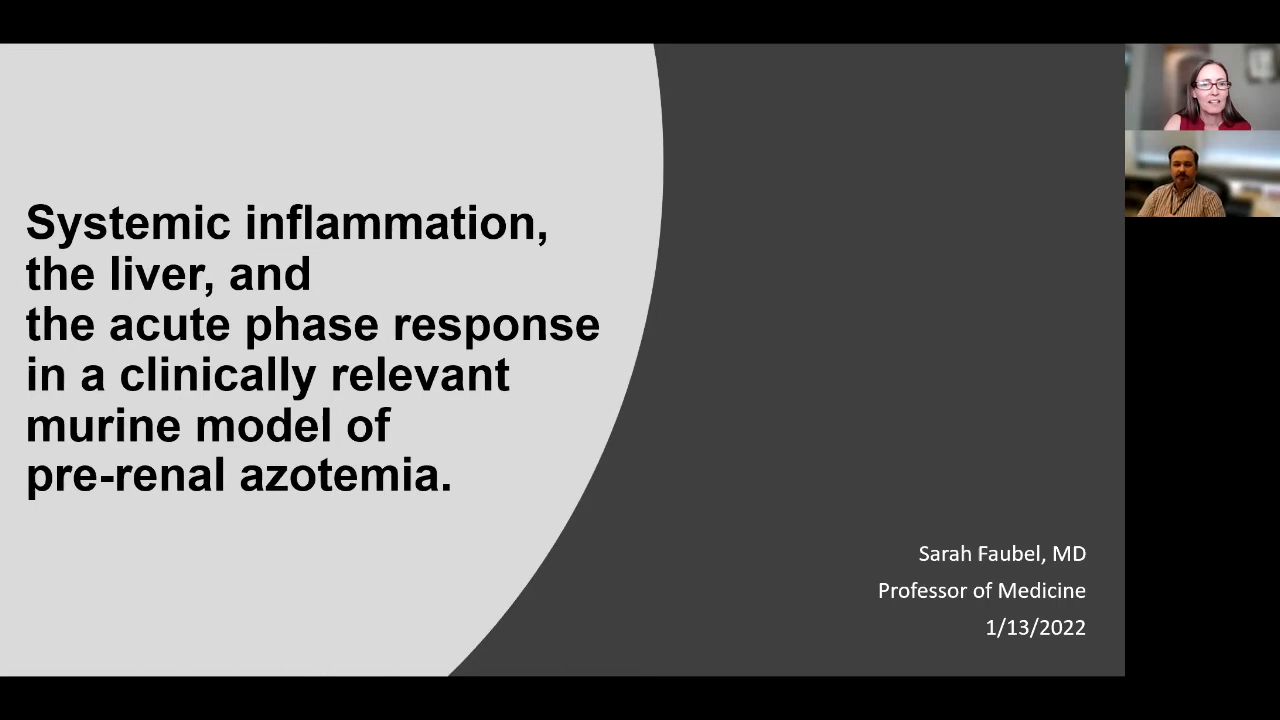 Systemic inflammation,
the liver, and
the acute phase response
in a clinically relevant
murine model of
pre-renal azotemia.
Sarah Faubel, MD
Professor of Medicine
1/13/2022